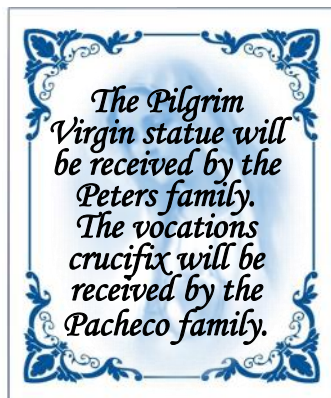 The Pilgrim
Virgin statue will
be received by the
Peters family.
The vocations
crucifix will be
received by the
Pacheco family.